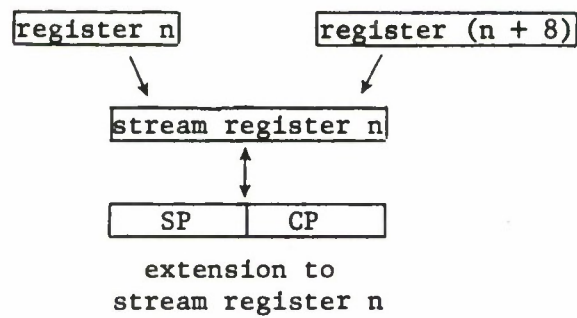 register n
register (n + 8)
stream register n
SP CP
extension to
stream register n